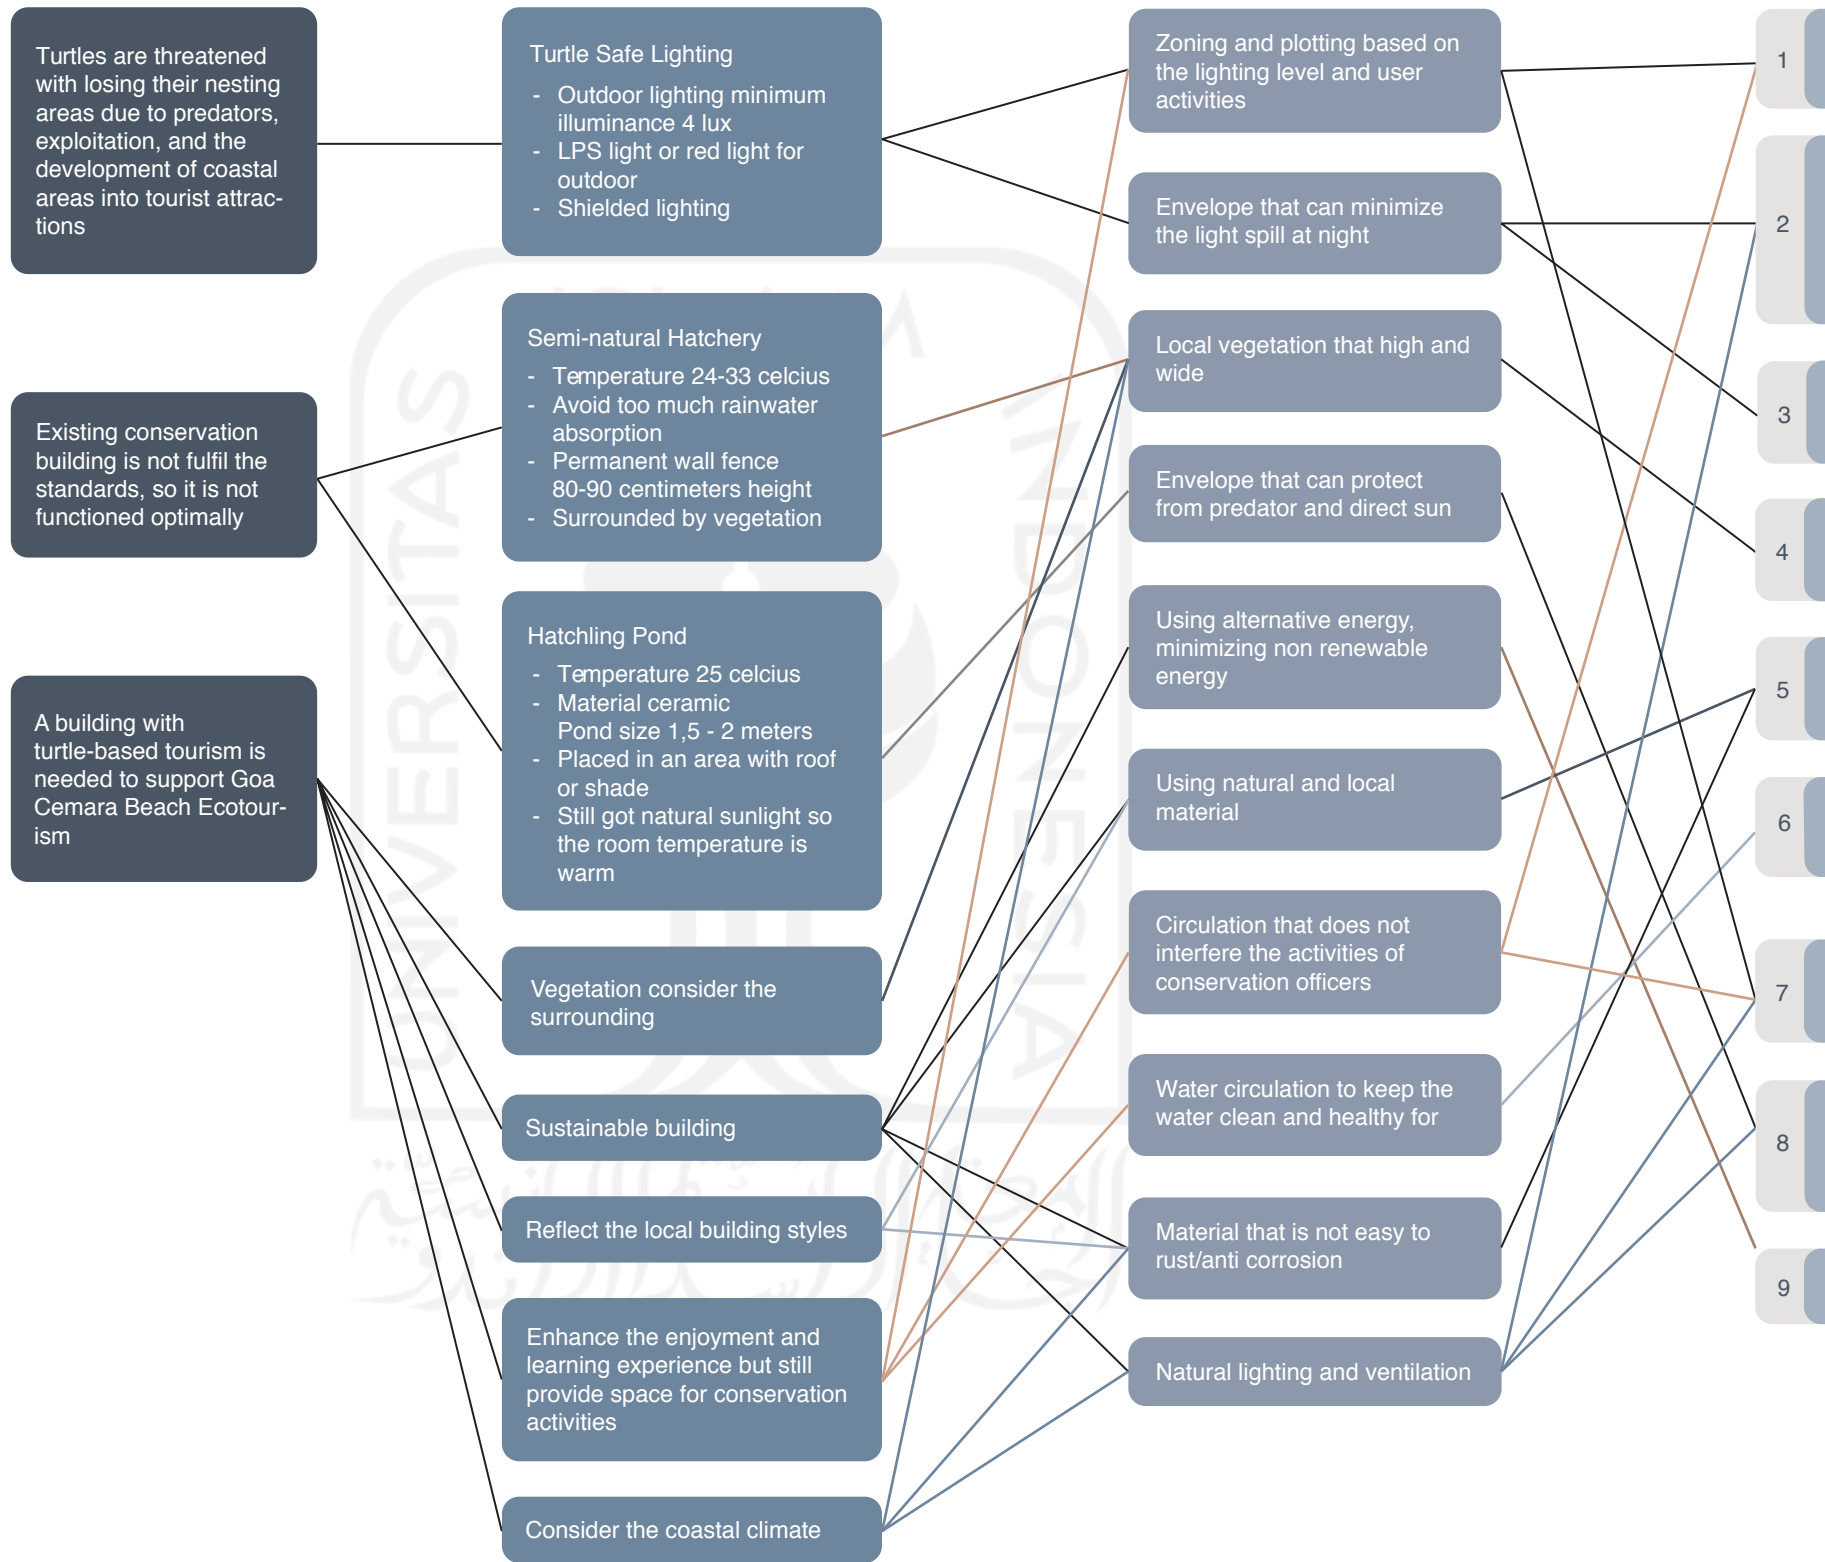 Turtles are threatened
with losing their nesting
areas due to predators,
exploitation, and the
development of coastal
areas into tourist attrac-
tions
Existing conservation
building is not fulfil the
standards, so it is not
functioned optimally
A building with
turtle-based tourism is
needed to support Goa
Cemara Beach Ecotour-
ism
Turtle Safe Lighting
- Outdoor lighting minimum
illuminance 4 lux
- LPS light or red light for
outdoor
- Shielded lighting
Semi-natural Hatchery
- Temperature 24-33 celcius
- Avoid too much rainwater
absorption
- Permanent wall fence
80-90 centimeters height
- Surrounded by vegetation
Hatchling Pond
- Temperature 25 celcius
- Material ceramic
Pond size 1,5 - 2 meters
- Placed in an area with roof
or shade
- Still got natural sunlight so
the room temperature is
warm
Vegetation consider the
surrounding
Sustainable building
Reflect the local building styles
Enhance the enjoyment and
learning experience but still
provide space for conservation
activities
Consider the coastal climate
Zoning and plotting based on
the lighting level and user
activities
Envelope that can minimize
the light spill at night
Local vegetation that high and
wide
Envelope that can protect
from predator and direct sun
Using alternative energy,
minimizing non renewable
energy
Using natural and local
material
Circulation that does not
interfere the activities of
conservation officers
Water circulation to keep the
water clean and healthy for
Material that is not easy to
rust/anti corrosion
Natural lighting and ventilation
1
2
3
4
5
6
7
8
9
UNIVERSITAS
INDONESIA